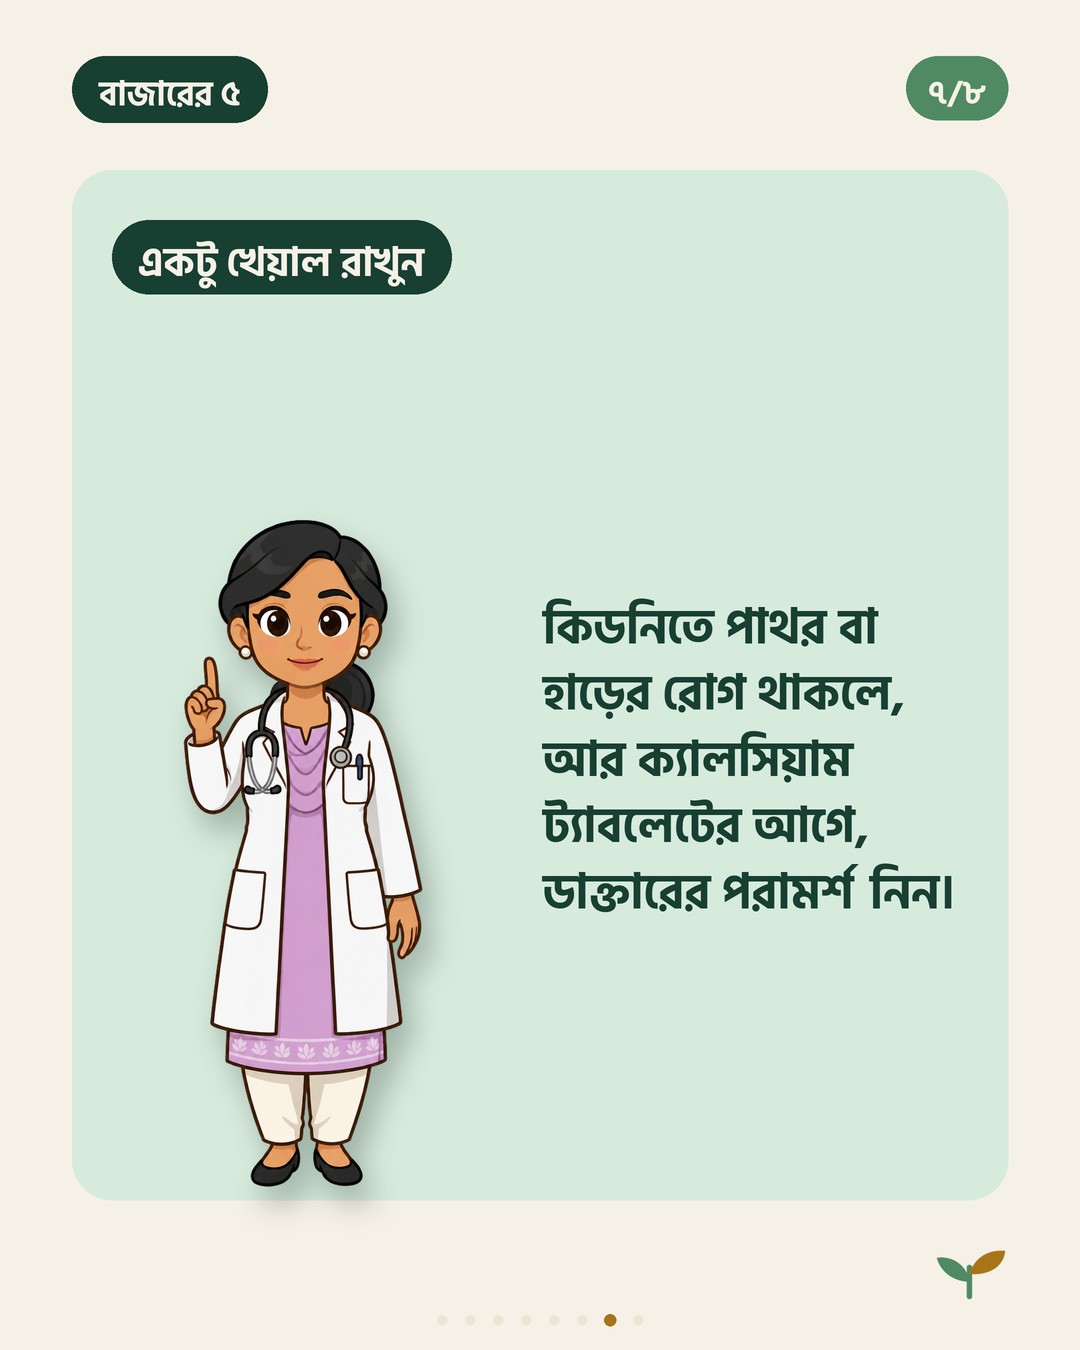 বাজারের ৫
৭/৮
একটু খেয়াল রাখুন
কিডনিতে পাথর বা
হাড়ের রোগ থাকলে,
আর ক্যালসিয়াম
ট্যাবলেটের আগে,
ডাক্তারের পরামর্শ নিন।